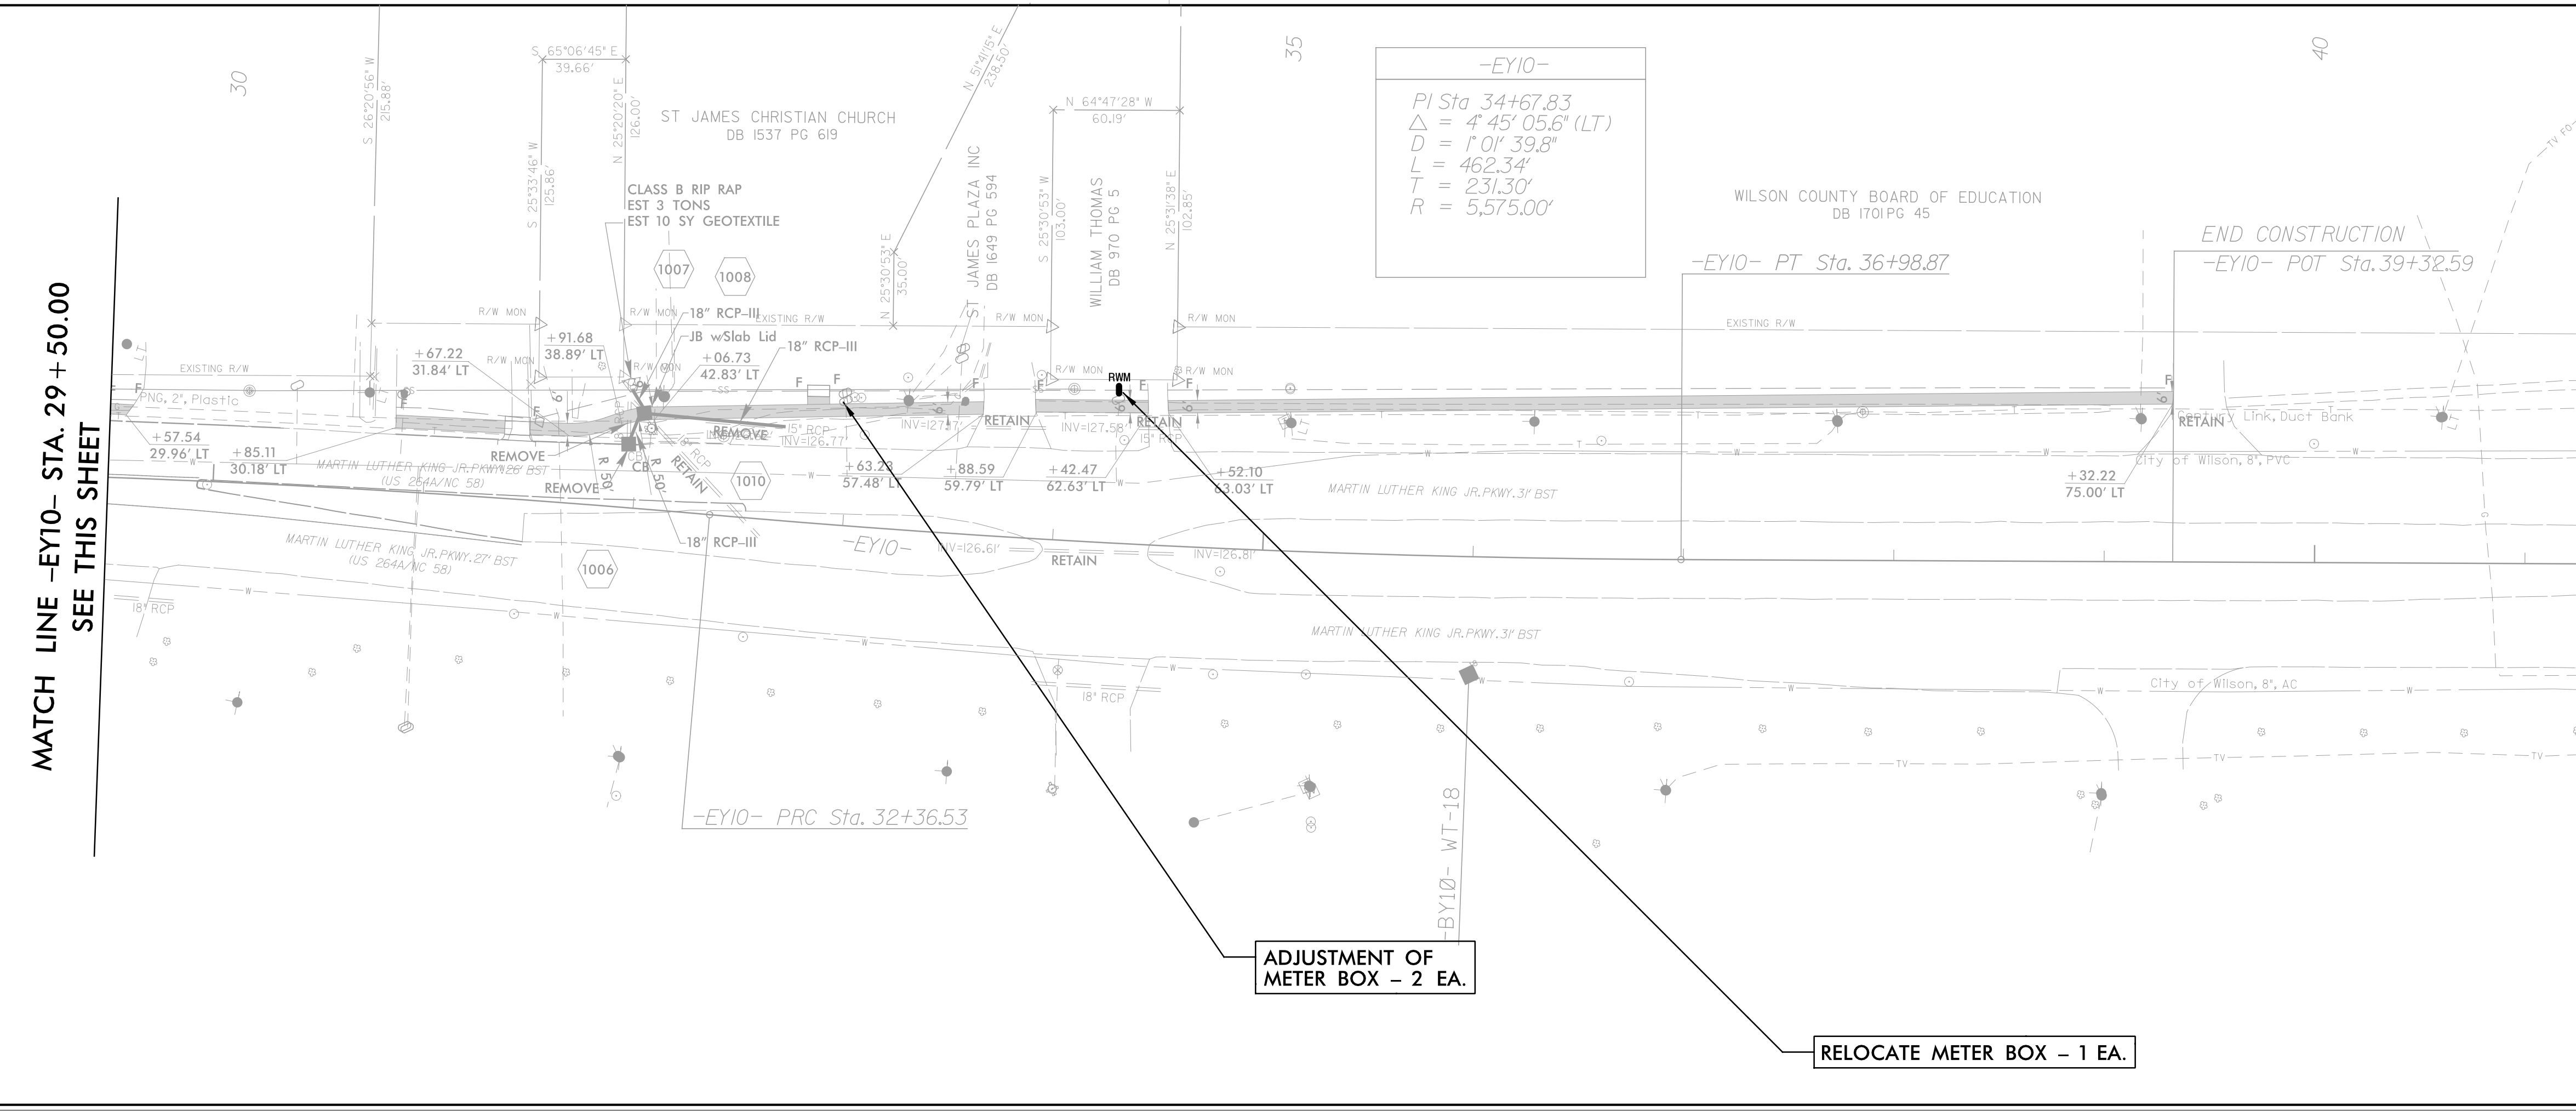 MATCH LINE –EY10– STA. 29+50.00
SEE THIS SHEET
30
35
40
S 26°20'56" W
215.88'
S 65°06'45" E
39.66'
S 25°33'46" W
125.86'
N 25°20'20" E
126.00'
ST JAMES CHRISTIAN CHURCH
DB 1537 PG 619
CLASS B RIP RAP
EST 3 TONS
EST 10 SY GEOTEXTILE
1007
1008
N 51°41'15" E
238.50'
N 25°30'53" E
35.00'
ST JAMES PLAZA INC
DB 1649 PG 594
N 64°47'28" W
60.19'
S 25°30'53" W
103.00'
WILLIAM THOMAS
DB 970 PG 5
N 25°31'38" E
102.85'
-EY10-
PI Sta 34+67.83
△ = 4° 45' 05.6" (LT)
D = 1° 01' 39.8"
L = 462.34'
T = 231.30'
R = 5,575.00'
WILSON COUNTY BOARD OF EDUCATION
DB 1701 PG 45
-EY10- PT Sta. 36+98.87
END CONSTRUCTION
-EY10- POT Sta. 39+32.59
TV FO
R/W MON
R/W MON
EXISTING R/W
R/W MON
R/W MON
EXISTING R/W
18" RCP–III
JB w/Slab Lid
18" RCP–III
+91.68
38.89' LT
+67.22
31.84' LT
+06.73
42.83' LT
EXISTING R/W
R/W MON
R/W MON
R/W MON
R/W MON
RWM
PNG, 2", Plastic
+57.54
29.96' LT
+85.11
30.18' LT
REMOVE
REMOVE
REMOVE
CB
R 50'
R 50'
RETAIN
15" RCP
INV=126.77'
INV=127.17'
RETAIN
INV=127.58'
RETAIN
15" RCP
RETAIN
Century Link, Duct Bank
City of Wilson, 8", PVC
MARTIN LUTHER KING JR.PKWY.26' BST
(US 264A/NC 58)
1010
+63.23
57.48' LT
+88.59
59.79' LT
+42.47
62.63' LT
+52.10
63.03' LT
MARTIN LUTHER KING JR.PKWY.31' BST
+32.22
75.00' LT
18" RCP–III
MARTIN LUTHER KING JR.PKWY.27' BST
(US 264A/NC 58)
1006
-EY10-
INV=126.61'
RETAIN
INV=126.81'
18" RCP
MARTIN LUTHER KING JR.PKWY.31' BST
18" RCP
City of Wilson, 8", AC
-EY10- PRC Sta. 32+36.53
-BY10- WT-18
ADJUSTMENT OF
METER BOX – 2 EA.
RELOCATE METER BOX – 1 EA.